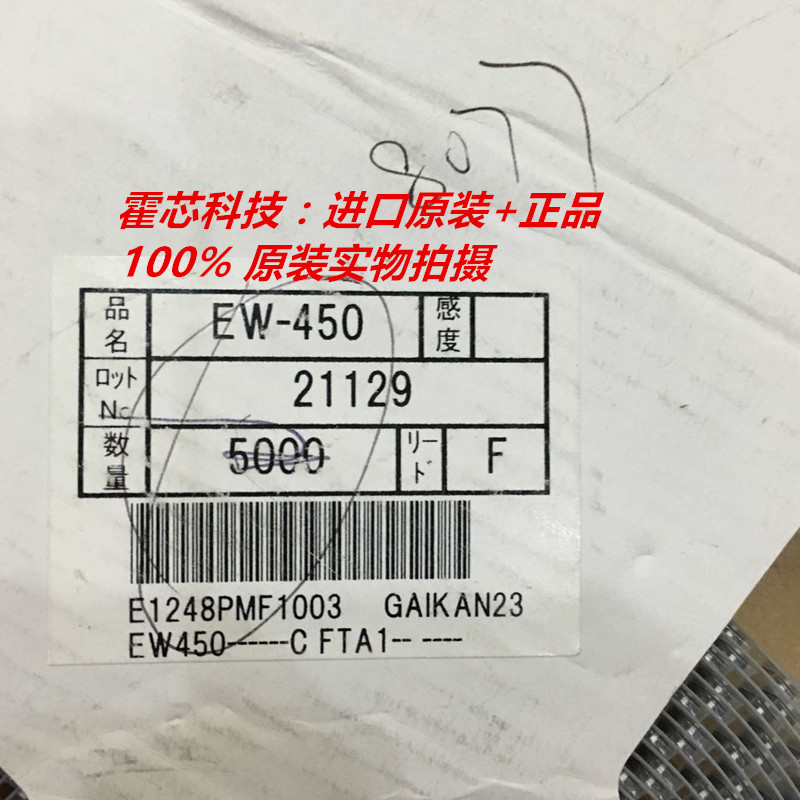 8077
霍芯科技：进口原装+正品
100% 原装实物拍摄
品名 EW-450 感度
ロット No 21129
数量 5000 リード F
E1248PMF1003 GAIKAN23
EW450------C FTA1-- ----